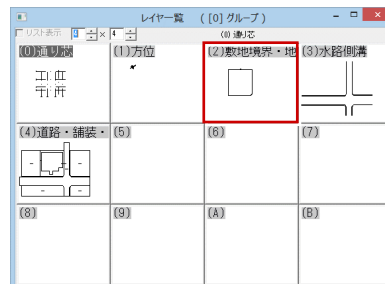 レイヤ一覧 ( [0] グループ )
リスト表示 4 × 4 (0) 通り芯
(0)通り芯 (1)方位 (2)敷地境界・地 (3)水路側溝
(4)道路・舗装・ (5) (6) (7)
(8) (9) (A) (B)